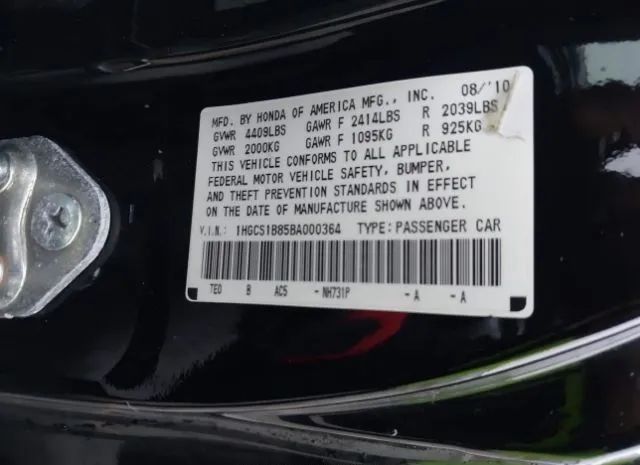 MFD. BY HONDA OF AMERICA MFG., INC. 08/'10
GVWR 4409LBS GAWR F 2414LBS R 2039LBS
GVWR 2000KG GAWR F 1095KG R 925KG
THIS VEHICLE CONFORMS TO ALL APPLICABLE
FEDERAL MOTOR VEHICLE SAFETY, BUMPER,
AND THEFT PREVENTION STANDARDS IN EFFECT
ON THE DATE OF MANUFACTURE SHOWN ABOVE.
V.I.N.: 1HGCS1B85BA000364 TYPE: PASSENGER CAR
TE0 B AC5 - NH731P - A - A